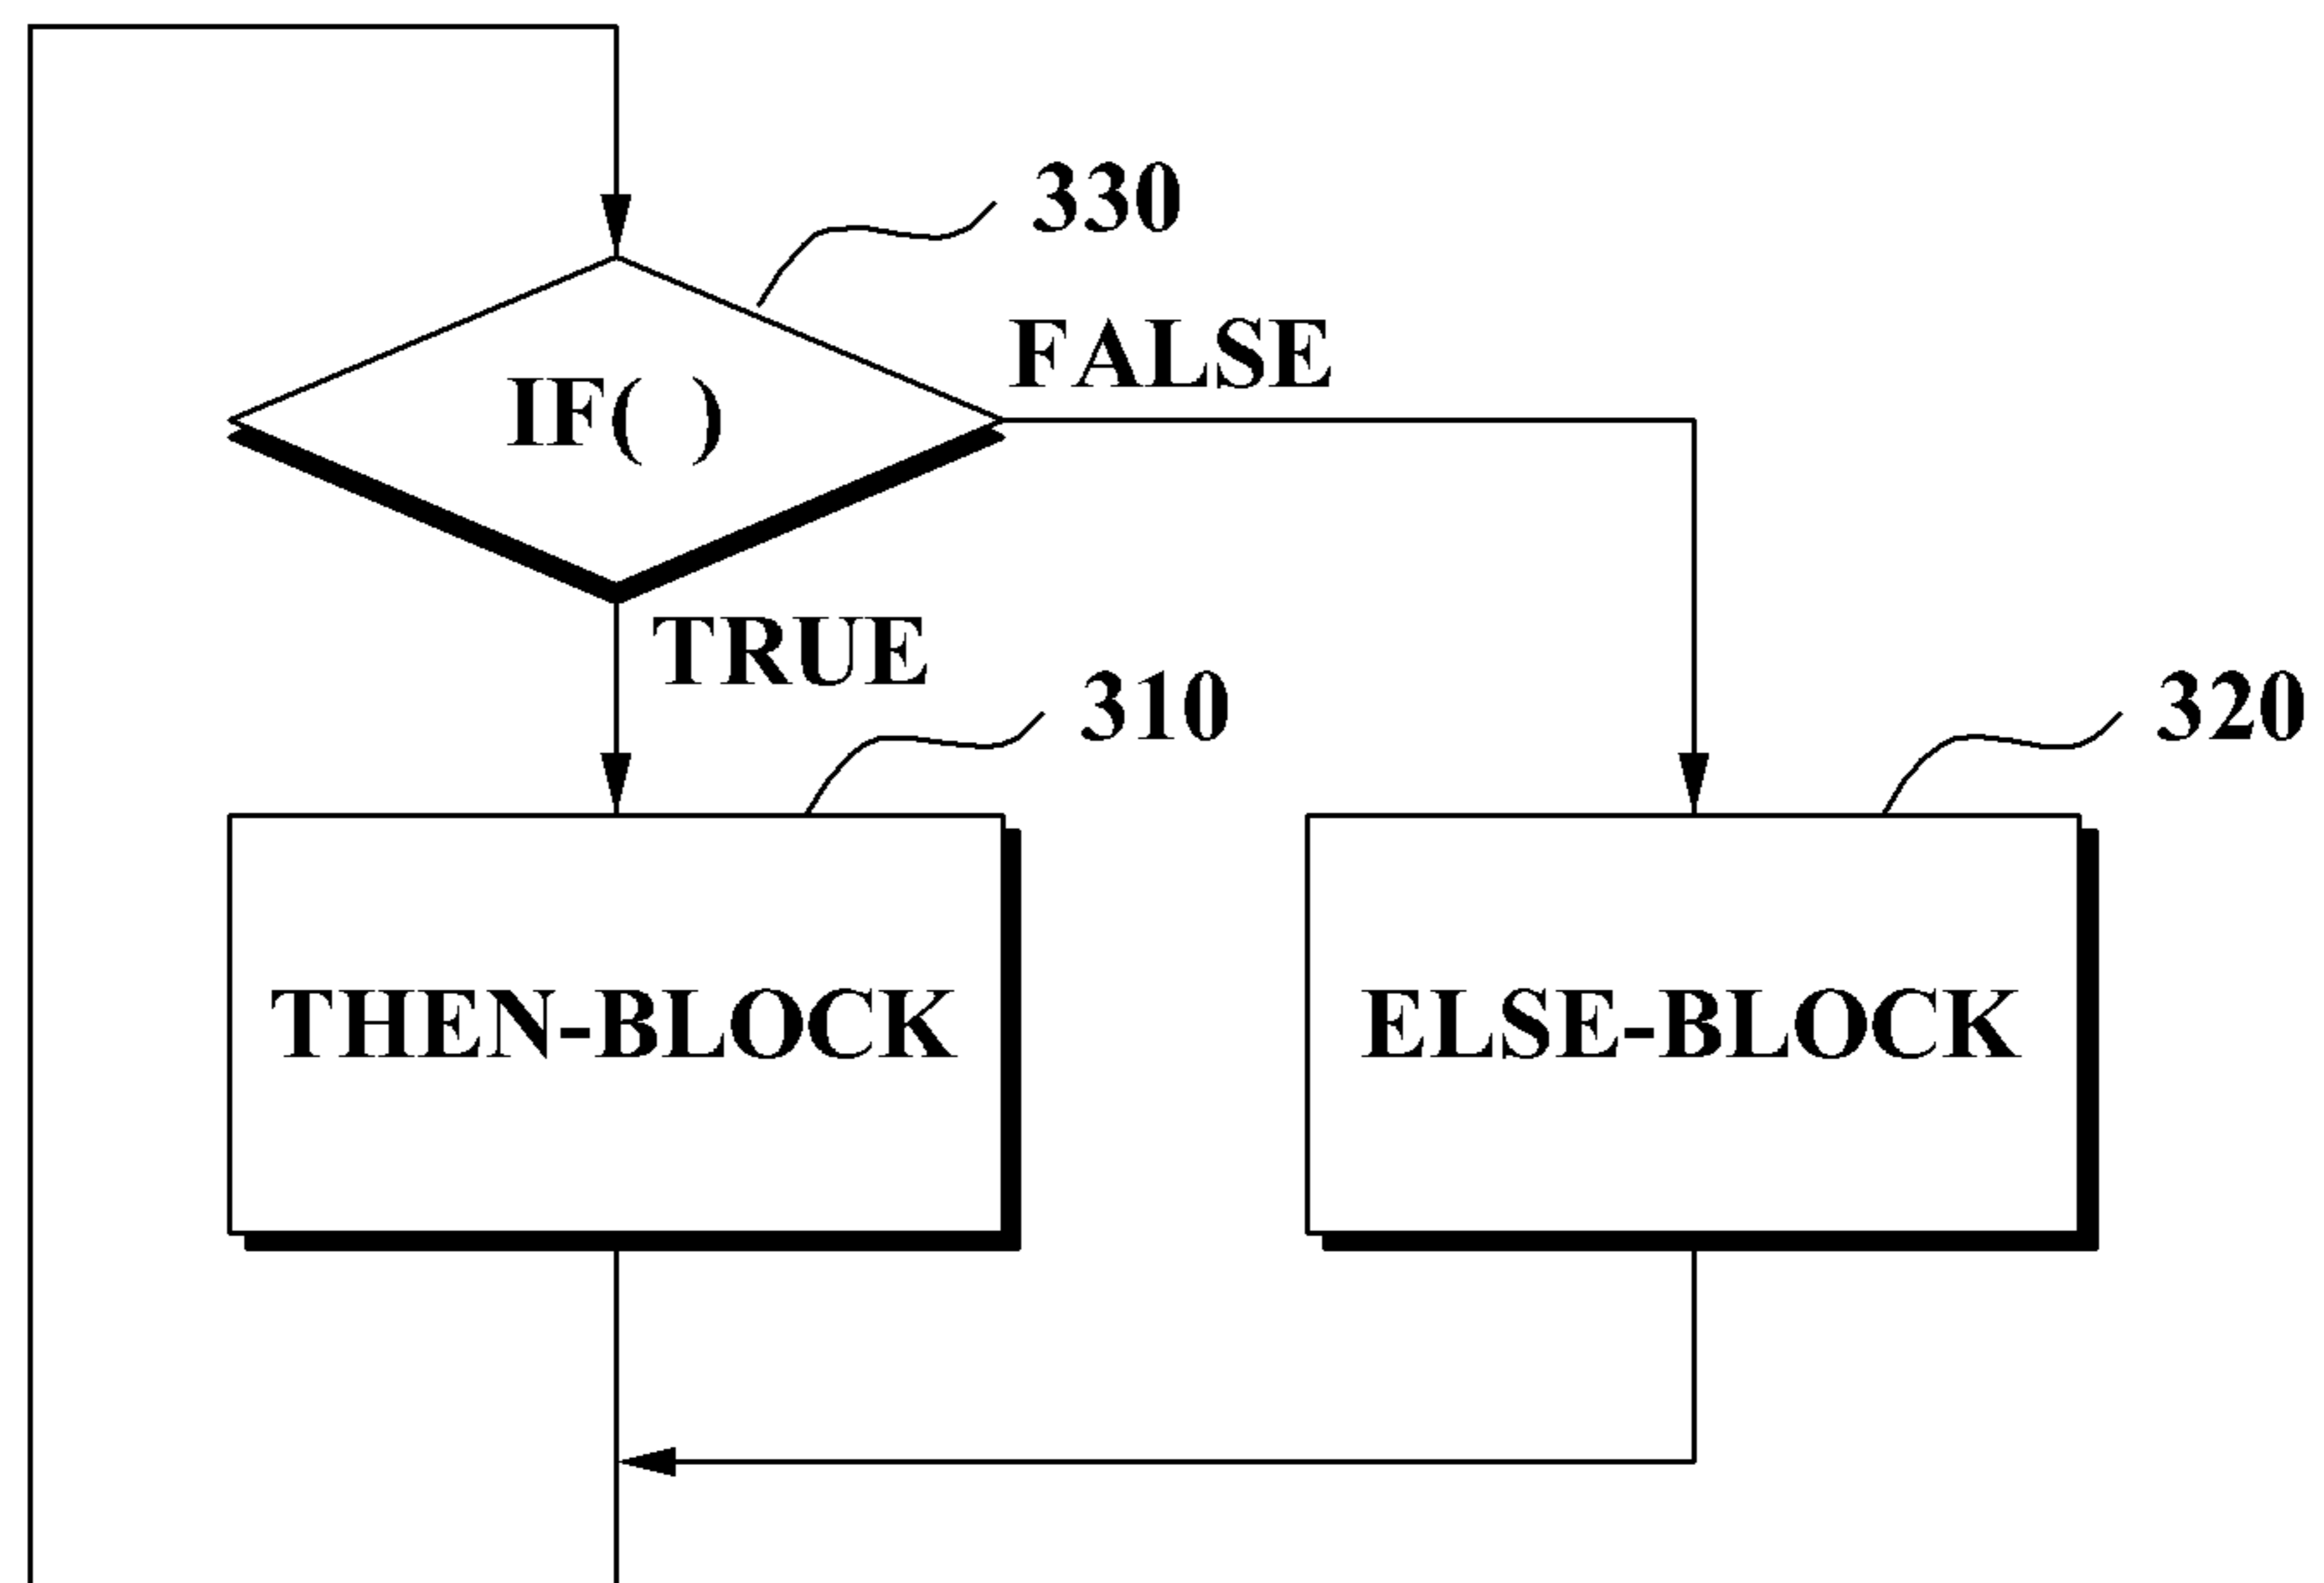 330
FALSE
IF( )
TRUE
310
320
THEN-BLOCK
ELSE-BLOCK